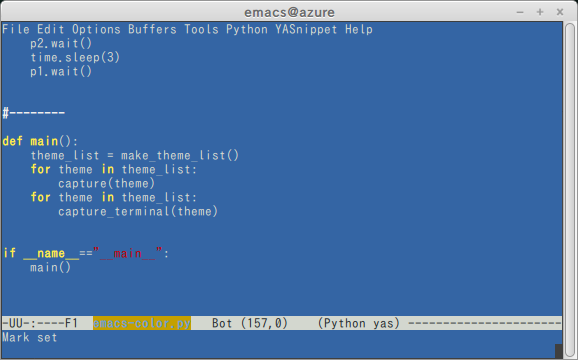 emacs@azure
File Edit Options Buffers Tools Python YASnippet Help
    p2.wait()
    time.sleep(3)
    p1.wait()
#--------
def main():
    theme_list = make_theme_list()
    for theme in theme_list:
        capture(theme)
    for theme in theme_list:
        capture_terminal(theme)
if __name__=="__main__":
    main()
-UU-:----F1  emacs-color.py   Bot (157,0)    (Python yas) ----------------------
Mark set